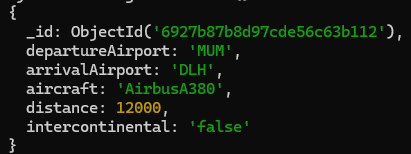 {
_id: ObjectId('6927b87b8d97cde56c63b112'),
departureAirport: 'MUM',
arrivalAirport: 'DLH',
aircraft: 'AirbusA380',
distance: 12000,
intercontinental: 'false'
}